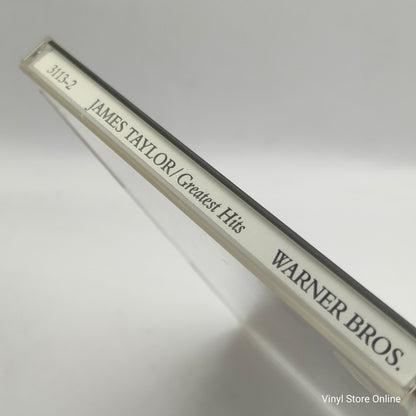 3113-2 JAMES TAYLOR/Greatest Hits WARNER BROS.
Vinyl Store Online